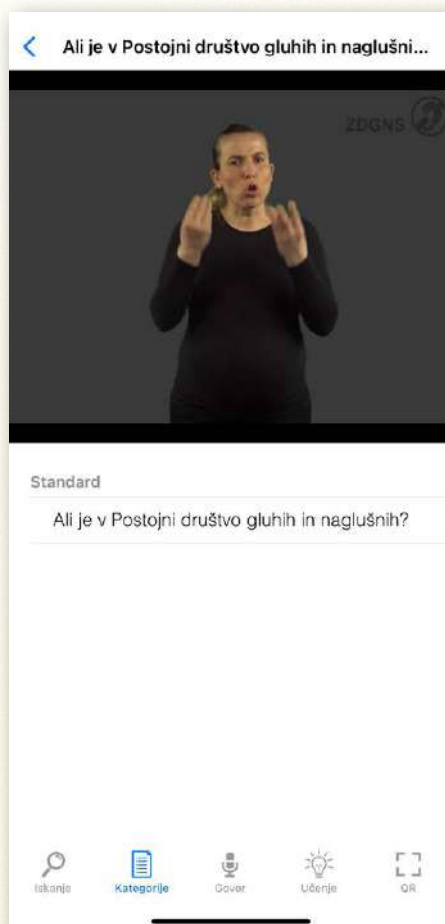 Ali je v Postojni društvo gluhih in naglušni...
ZDGNS
Standard
Ali je v Postojni društvo gluhih in naglušnih?
Iskanje
Kategorije
Govor
Učenje
QR